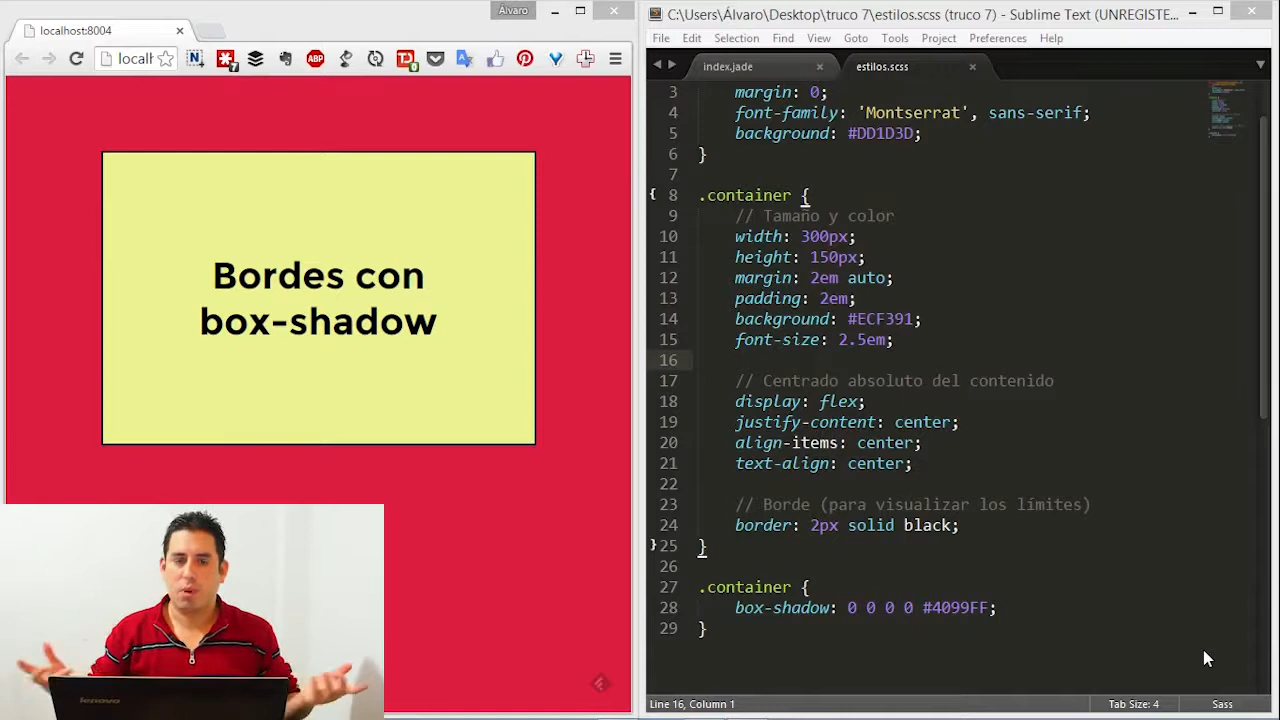 Álvaro
localhost:8004
localh
7
ABP
0
Bordes con
box-shadow
lenovo
C:\Users\Álvaro\Desktop\truco 7\estilos.scss (truco 7) - Sublime Text (UNREGISTE...
File Edit Selection Find View Goto Tools Project Preferences Help
index.jade
estilos.scss
3 margin: 0;
4 font-family: 'Montserrat', sans-serif;
5 background: #DD1D3D;
6 }
7
8 .container {
9 // Tamaño y color
10 width: 300px;
11 height: 150px;
12 margin: 2em auto;
13 padding: 2em;
14 background: #ECF391;
15 font-size: 2.5em;
16
17 // Centrado absoluto del contenido
18 display: flex;
19 justify-content: center;
20 align-items: center;
21 text-align: center;
22
23 // Borde (para visualizar los límites)
24 border: 2px solid black;
25 }
26
27 .container {
28 box-shadow: 0 0 0 0 #4099FF;
29 }
Line 16, Column 1
Tab Size: 4
Sass